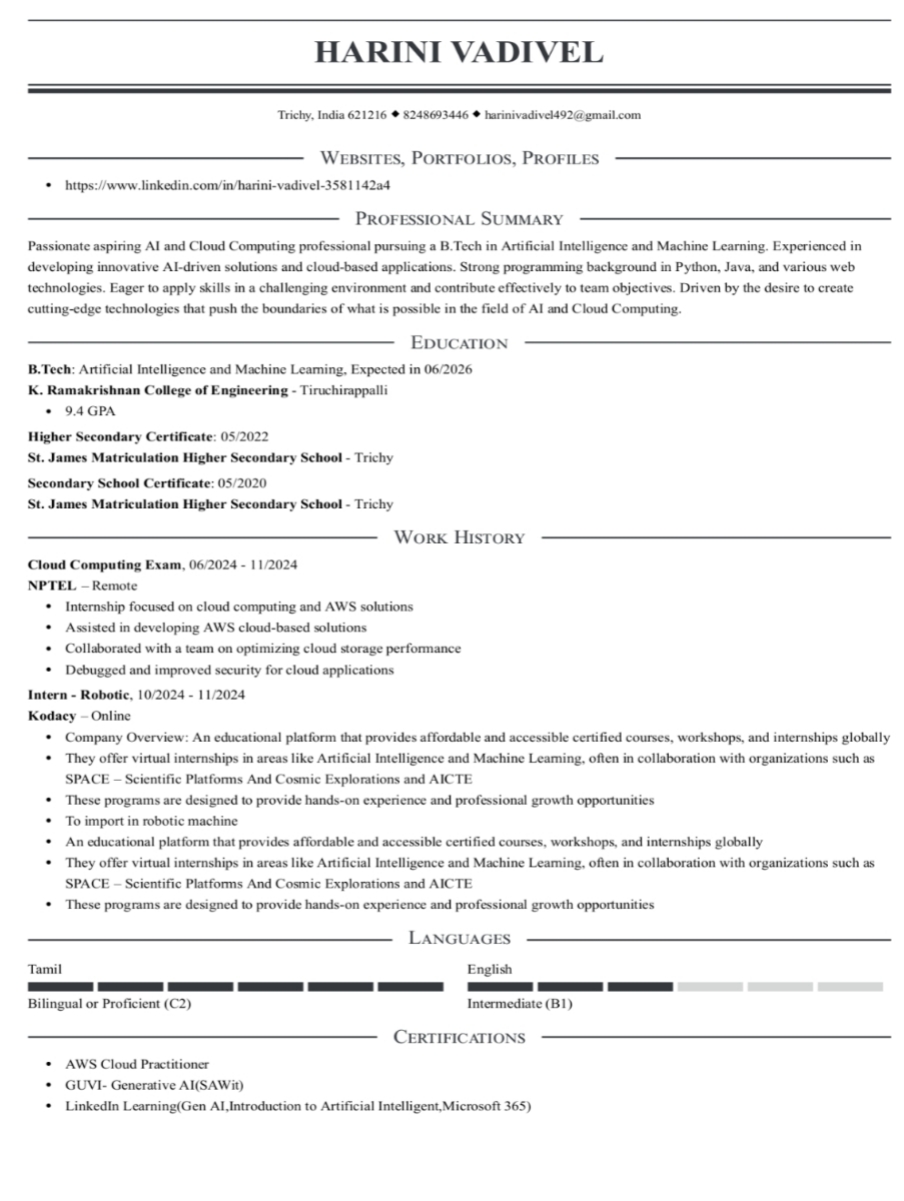 HARINI VADIVEL
Trichy, India 621216 ◆ 8248693446 ◆ harinivadivel492@gmail.com
WEBSITES, PORTFOLIOS, PROFILES
• https://www.linkedin.com/in/harini-vadivel-3581142a4
PROFESSIONAL SUMMARY
Passionate aspiring AI and Cloud Computing professional pursuing a B.Tech in Artificial Intelligence and Machine Learning. Experienced in
developing innovative AI-driven solutions and cloud-based applications. Strong programming background in Python, Java, and various web
technologies. Eager to apply skills in a challenging environment and contribute effectively to team objectives. Driven by the desire to create
cutting-edge technologies that push the boundaries of what is possible in the field of AI and Cloud Computing.
EDUCATION
B.Tech: Artificial Intelligence and Machine Learning, Expected in 06/2026
K. Ramakrishnan College of Engineering - Tiruchirappalli
• 9.4 GPA
Higher Secondary Certificate: 05/2022
St. James Matriculation Higher Secondary School - Trichy
Secondary School Certificate: 05/2020
St. James Matriculation Higher Secondary School - Trichy
WORK HISTORY
Cloud Computing Exam, 06/2024 - 11/2024
NPTEL – Remote
• Internship focused on cloud computing and AWS solutions
• Assisted in developing AWS cloud-based solutions
• Collaborated with a team on optimizing cloud storage performance
• Debugged and improved security for cloud applications
Intern - Robotic, 10/2024 - 11/2024
Kodacy – Online
• Company Overview: An educational platform that provides affordable and accessible certified courses, workshops, and internships globally
• They offer virtual internships in areas like Artificial Intelligence and Machine Learning, often in collaboration with organizations such as
SPACE – Scientific Platforms And Cosmic Explorations and AICTE
• These programs are designed to provide hands-on experience and professional growth opportunities
• To import in robotic machine
• An educational platform that provides affordable and accessible certified courses, workshops, and internships globally
• They offer virtual internships in areas like Artificial Intelligence and Machine Learning, often in collaboration with organizations such as
SPACE – Scientific Platforms And Cosmic Explorations and AICTE
• These programs are designed to provide hands-on experience and professional growth opportunities
LANGUAGES
Tamil
Bilingual or Proficient (C2)
English
Intermediate (B1)
CERTIFICATIONS
• AWS Cloud Practitioner
• GUVI- Generative AI(SAWit)
• LinkedIn Learning(Gen AI,Introduction to Artificial Intelligent,Microsoft 365)